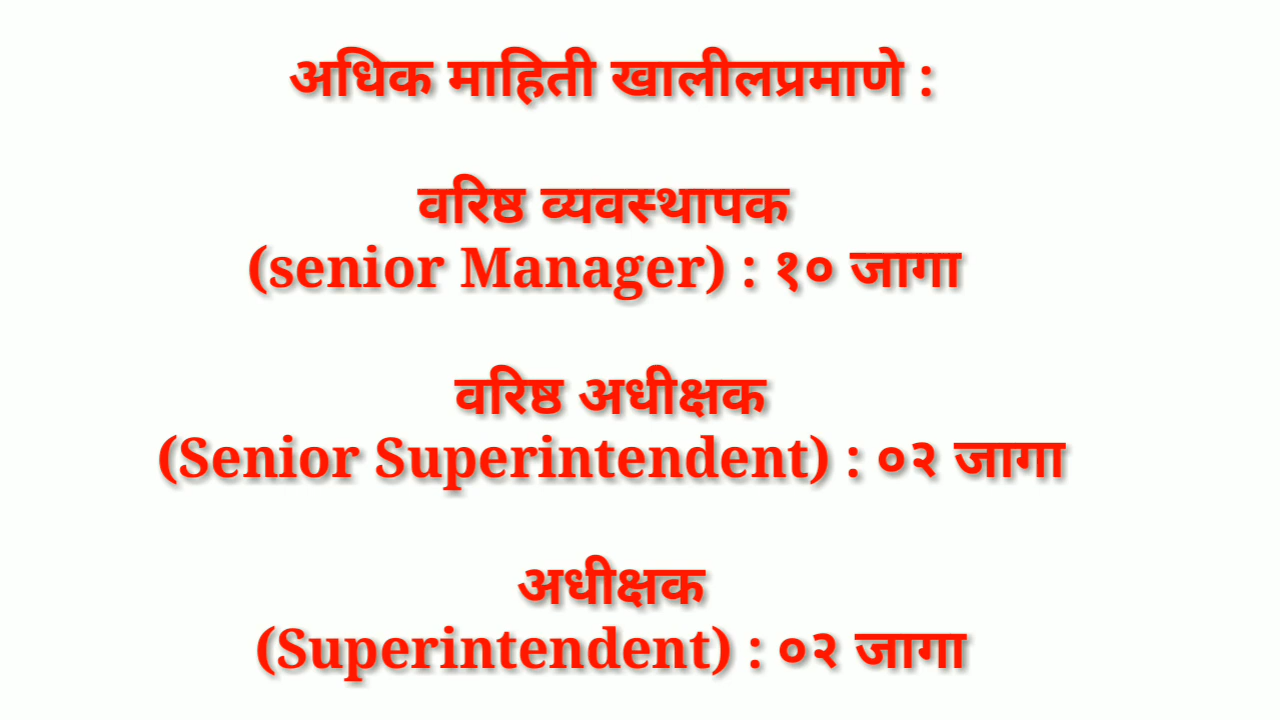 अधिक माहिती खालीलप्रमाणे :
वरिष्ठ व्यवस्थापक
(senior Manager) : १० जागा
वरिष्ठ अधीक्षक
(Senior Superintendent) : ०२ जागा
अधीक्षक
(Superintendent) : ०२ जागा